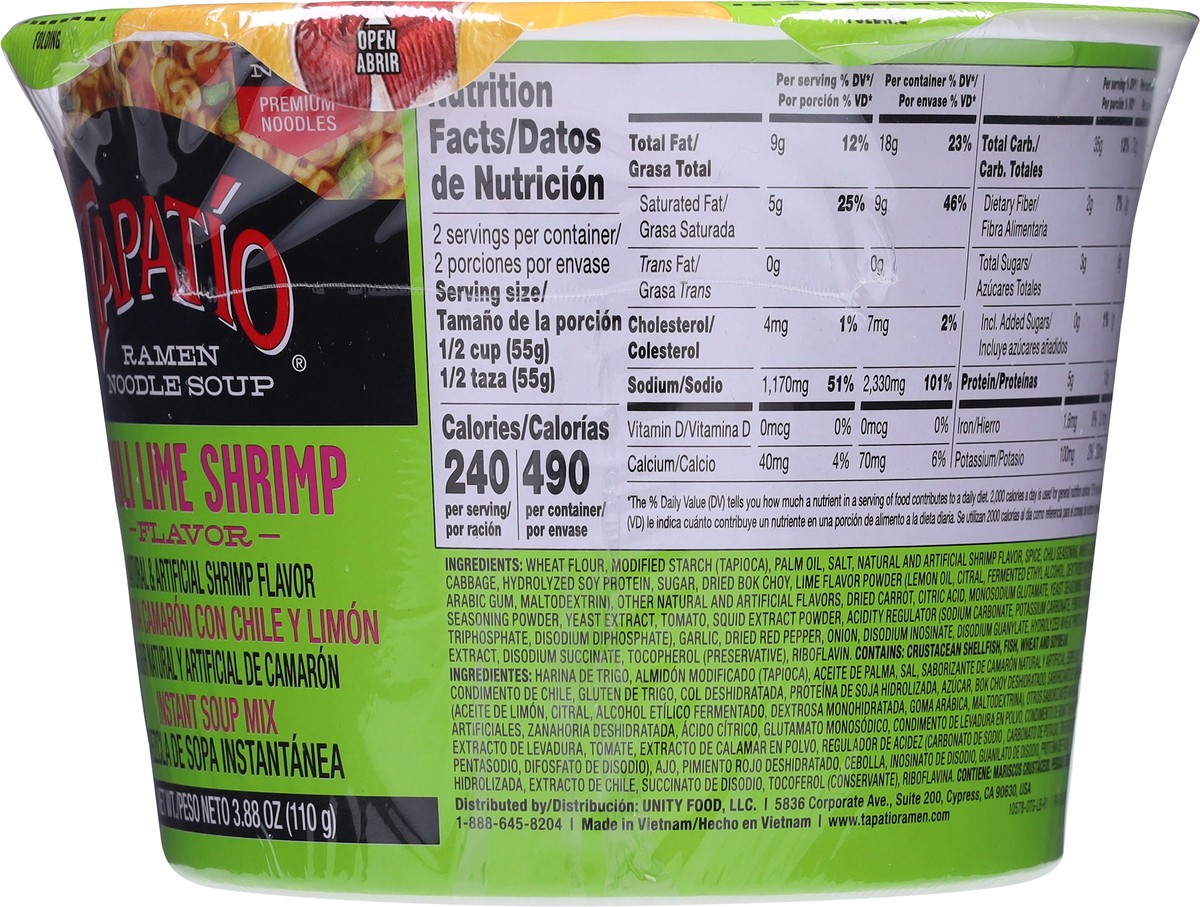 FOLDING
OPEN
ABRIR
PREMIUM
NOODLES
TAPATÍO
®
RAMEN
NOODLE SOUP
LIME SHRIMP
–FLAVOR–
& ARTIFICIAL SHRIMP FLAVOR
CAMARÓN CON CHILE Y LIMÓN
NATURAL Y ARTIFICIAL DE CAMARÓN
INSTANT SOUP MIX
DE SOPA INSTANTÁNEA
/PESO NETO 3.88 OZ (110 g)
Nutrition
Facts/Datos
de Nutrición
2 servings per container/
2 porciones por envase
Serving size/
Tamaño de la porción
1/2 cup (55g)
1/2 taza (55g)
Calories/Calorías
240 490
per serving/ per container/
por ración por envase
Per serving % DV*/ Per container % DV*/
Por porción % VD* Por envase % VD*
Total Fat/ 9g 12% 18g 23%
Grasa Total
Saturated Fat/ 5g 25% 9g 46%
Grasa Saturada
Trans Fat/ 0g 0g
Grasa Trans
Cholesterol/ 4mg 1% 7mg 2%
Colesterol
Sodium/Sodio 1,170mg 51% 2,330mg 101%
Vitamin D/Vitamina D 0mcg 0% 0mcg 0%
Calcium/Calcio 40mg 4% 70mg 6%
Total Carb./ 35g
Carb. Totales
Dietary Fiber/ 2g
Fibra Alimentaria
Total Sugars/ 3g
Azúcares Totales
Incl. Added Sugars/ 0g
Incluye azúcares añadidos
Protein/Proteínas 5g
Iron/Hierro 1.6mg
Potassium/Potasio 100mg
*The % Daily Value (DV) tells you how much a nutrient in a serving of food contributes to a daily diet. 2,000 calories a day is used for general nutrition
(VD) le indica cuánto contribuye un nutriente en una porción de alimento a la dieta diaria. Se utilizan 2000 calorías al día como referencia para el consejo
INGREDIENTS: WHEAT FLOUR, MODIFIED STARCH (TAPIOCA), PALM OIL, SALT, NATURAL AND ARTIFICIAL SHRIMP FLAVOR, SPICE, CHILI SEASONING,
CABBAGE, HYDROLYZED SOY PROTEIN, SUGAR, DRIED BOK CHOY, LIME FLAVOR POWDER (LEMON OIL, CITRAL, FERMENTED ETHYL ALCOHOL,
ARABIC GUM, MALTODEXTRIN), OTHER NATURAL AND ARTIFICIAL FLAVORS, DRIED CARROT, CITRIC ACID, MONOSODIUM GLUTAMATE, YEAST
SEASONING POWDER, YEAST EXTRACT, TOMATO, SQUID EXTRACT POWDER, ACIDITY REGULATOR (SODIUM CARBONATE, POTASSIUM CARBONATE,
TRIPHOSPHATE, DISODIUM DIPHOSPHATE), GARLIC, DRIED RED PEPPER, ONION, DISODIUM INOSINATE, DISODIUM GUANYLATE, HYDROLYZED
EXTRACT, DISODIUM SUCCINATE, TOCOPHEROL (PRESERVATIVE), RIBOFLAVIN. CONTAINS: CRUSTACEAN SHELLFISH, FISH, WHEAT AND SOYBEAN.
INGREDIENTES: HARINA DE TRIGO, ALMIDÓN MODIFICADO (TAPIOCA), ACEITE DE PALMA, SAL, SABORIZANTE DE CAMARÓN NATURAL Y ARTIFICIAL,
CONDIMENTO DE CHILE, GLUTEN DE TRIGO, COL DESHIDRATADA, PROTEÍNA DE SOJA HIDROLIZADA, AZÚCAR, BOK CHOY DESHIDRATADO,
(ACEITE DE LIMÓN, CITRAL, ALCOHOL ETÍLICO FERMENTADO, DEXTROSA MONOHIDRATADA, GOMA ARÁBICA, MALTODEXTRINA), OTROS
ARTIFICIALES, ZANAHORIA DESHIDRATADA, ÁCIDO CÍTRICO, GLUTAMATO MONOSÓDICO, CONDIMENTO DE LEVADURA EN POLVO,
EXTRACTO DE LEVADURA, TOMATE, EXTRACTO DE CALAMAR EN POLVO, REGULADOR DE ACIDEZ (CARBONATO DE SODIO, CARBONATO DE POTASIO,
PENTASODIO, DIFOSFATO DE DISODIO), AJO, PIMIENTO ROJO DESHIDRATADO, CEBOLLA, INOSINATO DE DISODIO, GUANILATO DE DISODIO,
HIDROLIZADA, EXTRACTO DE CHILE, SUCCINATO DE DISODIO, TOCOFEROL (CONSERVANTE), RIBOFLAVINA. CONTIENE: MARISCOS CRUSTÁCEOS,
Distributed by/Distribución: UNITY FOOD, LLC. | 5836 Corporate Ave., Suite 200, Cypress, CA 90630, USA
1-888-645-8204 | Made in Vietnam/Hecho en Vietnam | www.tapatioramen.com